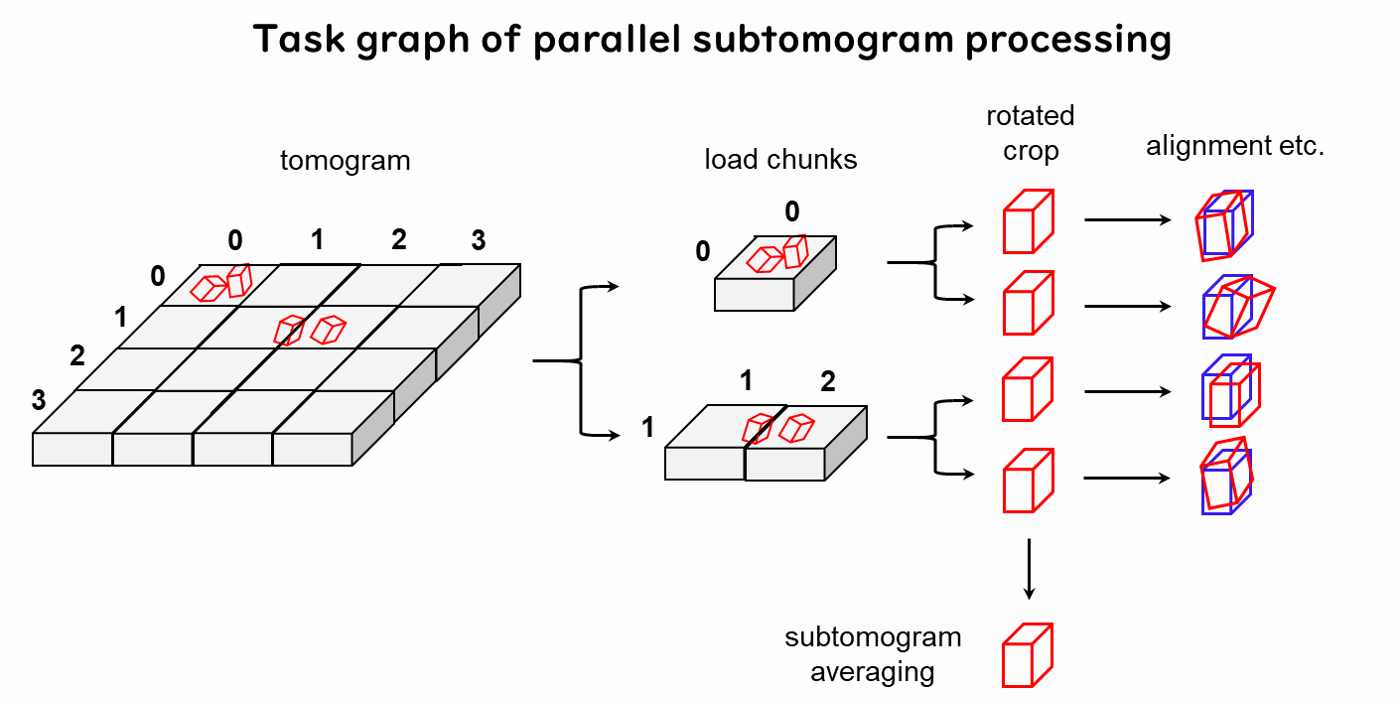 Task graph of parallel subtomogram processing
tomogram
0 1 2 3
0
1
2
3
load chunks
0
0
1 2
1
rotated
crop
alignment etc.
subtomogram
averaging